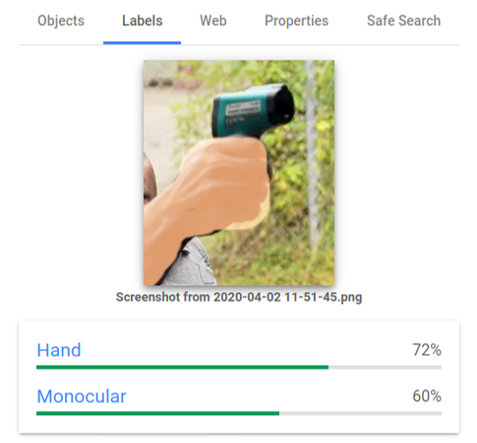 Objects Labels Web Properties Safe Search
Screenshot from 2020-04-02 11-51-45.png
Hand 72%
Monocular 60%